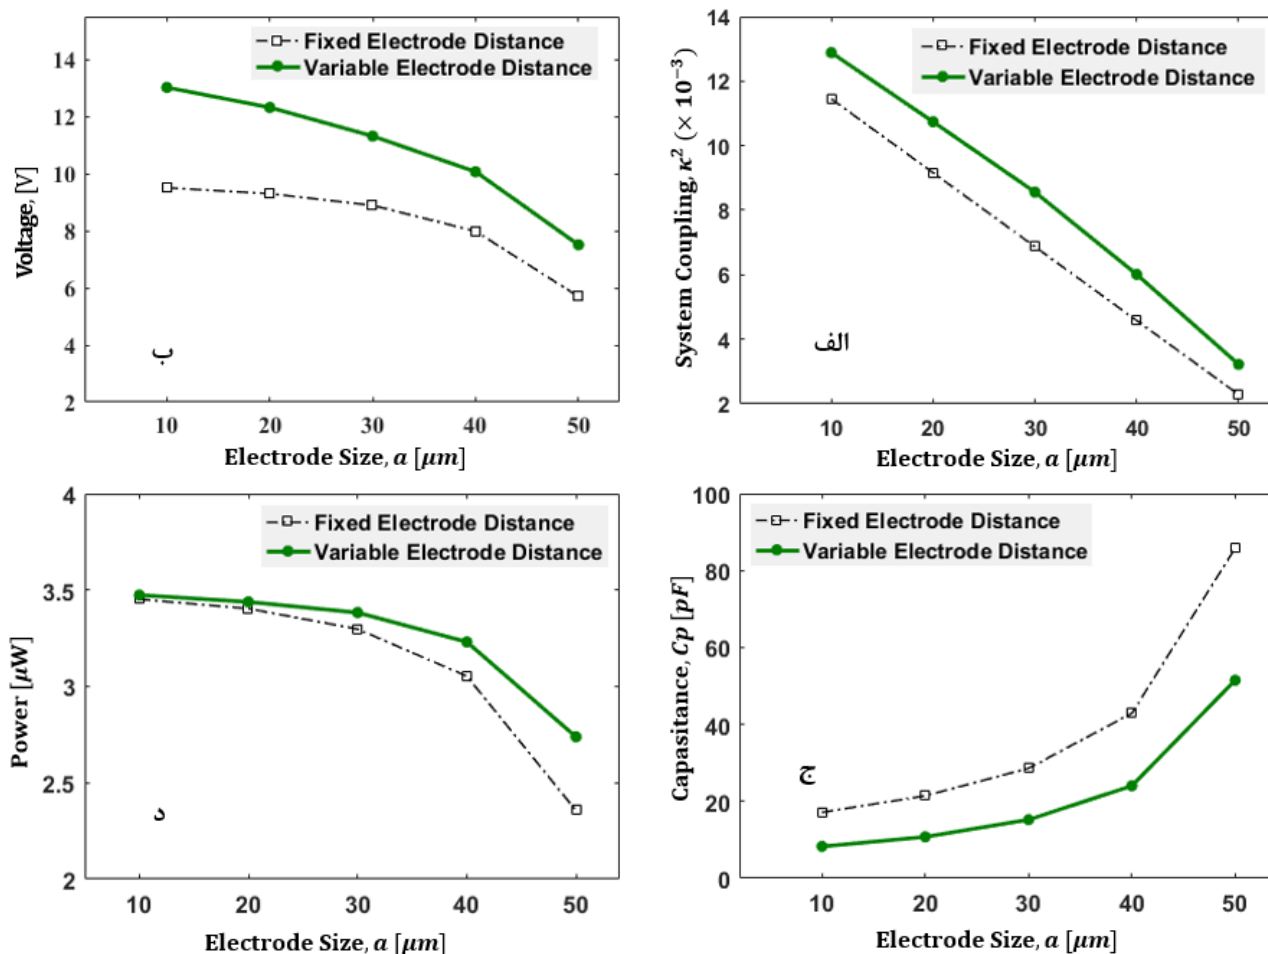 14
12
10
8
6
4
2
Voltage, [V]
Fixed Electrode Distance
Variable Electrode Distance
ب
10 20 30 40 50
Electrode Size, a [μm]
14
12
10
8
6
4
2
System Coupling, κ² (× 10⁻³)
Fixed Electrode Distance
Variable Electrode Distance
الف
10 20 30 40 50
Electrode Size, a [μm]
4
3.5
3
2.5
2
Power [μW]
Fixed Electrode Distance
Variable Electrode Distance
د
10 20 30 40 50
Electrode Size, a [μm]
100
80
60
40
20
0
Capasitance, Cp [pF]
Fixed Electrode Distance
Variable Electrode Distance
ج
10 20 30 40 50
Electrode Size, a [μm]